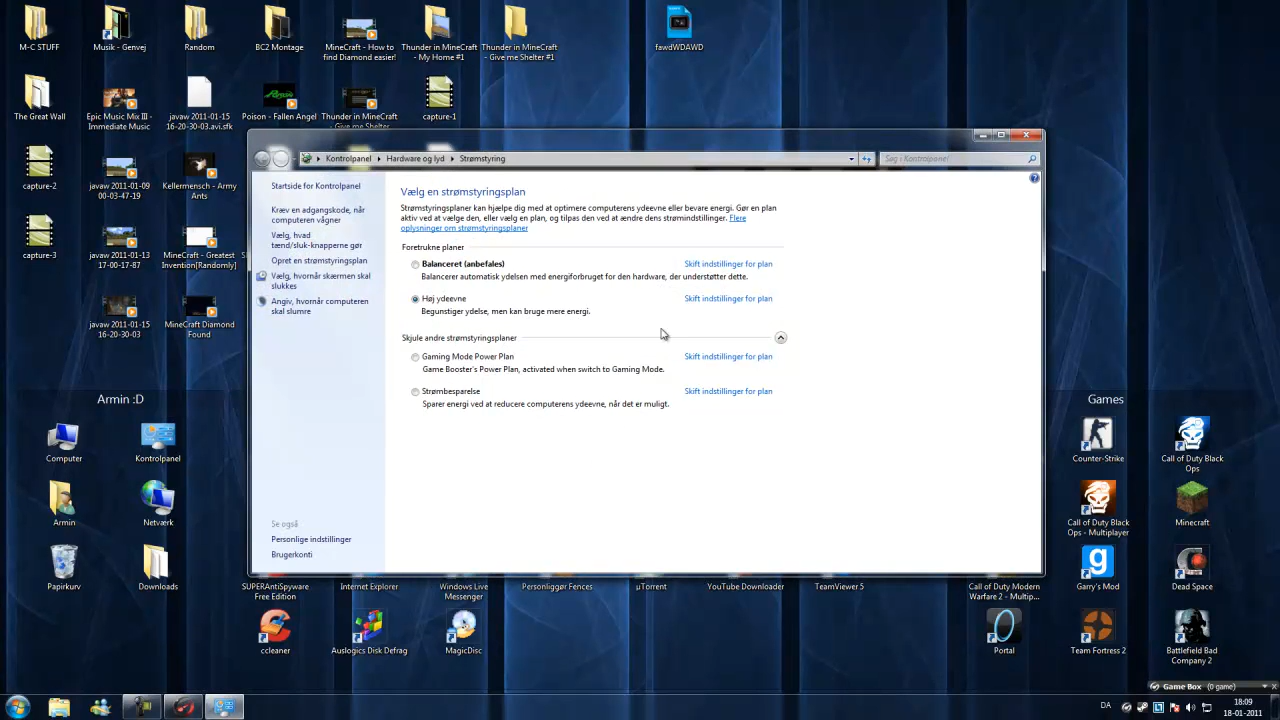 M-C STUFF
Musik - Genvej
Random
BC2 Montage
MineCraft - How to
find Diamond easier!
Thunder in MineCraft
- My Home #1
Thunder in MineCraft
- Give me Shelter #1
fawdWDAWD
The Great Wall
Epic Music Mix III -
Immediate Music
javaw 2011-01-15
16-20-30-03.avi.sfk
Poison - Fallen Angel
Thunder in MineCraft
- Give me Shelter
capture-1
capture-2
javaw 2011-01-09
00-03-47-19
Kellermensch - Army
Ants
capture-3
javaw 2011-01-13
17-00-17-87
MineCraft - Greatest
Invention[Randomly]
javaw 2011-01-15
16-20-30-03
MineCraft Diamond
Found
Kontrolpanel
Hardware og lyd
Strømstyring
Søg i Kontrolpanel
Startside for Kontrolpanel
Kræv en adgangskode, når
computeren vågner
Vælg, hvad
tænd/sluk-knapperne gør
Opret en strømstyringsplan
Vælg, hvornår skærmen skal
slukkes
Angiv, hvornår computeren
skal slumre
Se også
Personlige indstillinger
Brugerkonti
Vælg en strømstyringsplan
Strømstyringsplaner kan hjælpe dig med at optimere computerens ydeevne eller bevare energi. Gør en plan
aktiv ved at vælge den, eller vælg en plan, og tilpas den ved at ændre dens strømindstillinger. Flere
oplysninger om strømstyringsplaner
Foretrukne planer
Balanceret (anbefales) Skift indstillinger for plan
Balancerer automatisk ydelsen med energiforbruget for den hardware, der understøtter dette.
Høj ydeevne Skift indstillinger for plan
Begunstiger ydelse, men kan bruge mere energi.
Skjule andre strømstyringsplaner
Gaming Mode Power Plan Skift indstillinger for plan
Game Booster's Power Plan, activated when switch to Gaming Mode.
Strømbesparelse Skift indstillinger for plan
Sparer energi ved at reducere computerens ydeevne, når det er muligt.
Armin :D
Computer
Kontrolpanel
Armin
Netværk
Papirkurv
Downloads
SUPERAntiSpyware
Free Edition
Internet Explorer
Windows Live
Messenger
Personliggør Fences
µTorrent
YouTube Downloader
TeamViewer 5
ccleaner
Auslogics Disk Defrag
MagicDisc
Games
Counter-Strike
Call of Duty Black
Ops
Call of Duty Black
Ops - Multiplayer
Minecraft
Call of Duty Modern
Warfare 2 - Multip...
Garry's Mod
Dead Space
Portal
Team Fortress 2
Battlefield Bad
Company 2
Game Box (0 game)
DA
18:09
18-01-2011